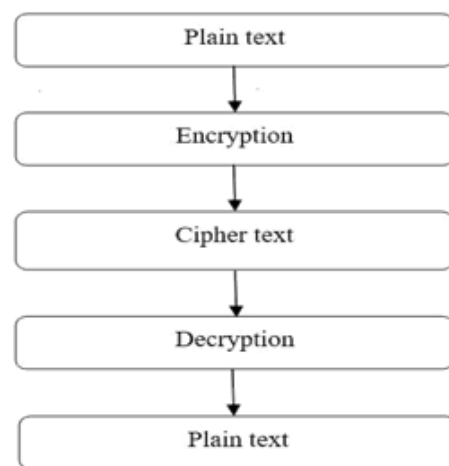 Plain text
Encryption
Cipher text
Decryption
Plain text